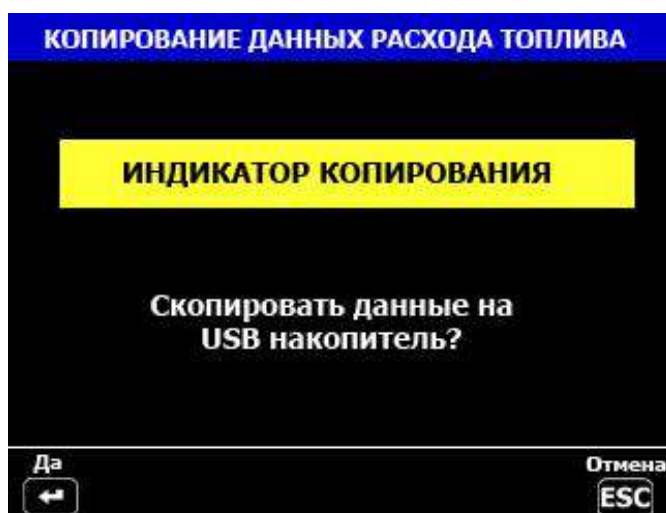 КОПИРОВАНИЕ ДАННЫХ РАСХОДА ТОПЛИВА
ИНДИКАТОР КОПИРОВАНИЯ
Скопировать данные на
USB накопитель?
Да
Отмена
ESC